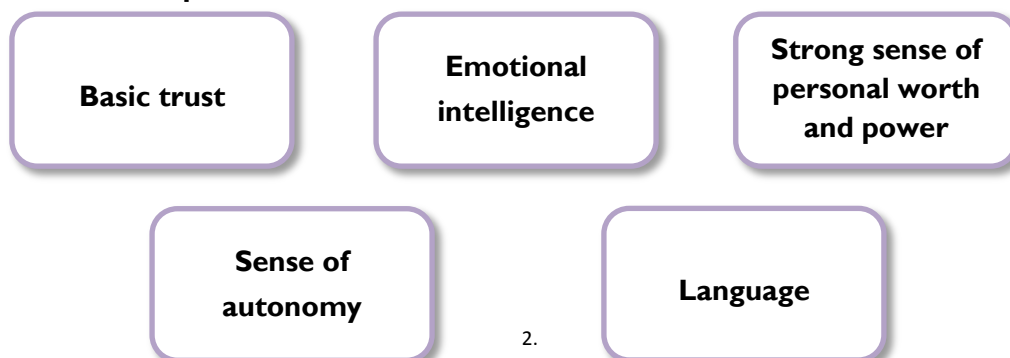 Basic trust
Emotional
intelligence
Strong sense of
personal worth
and power
Sense of
autonomy
Language
2.